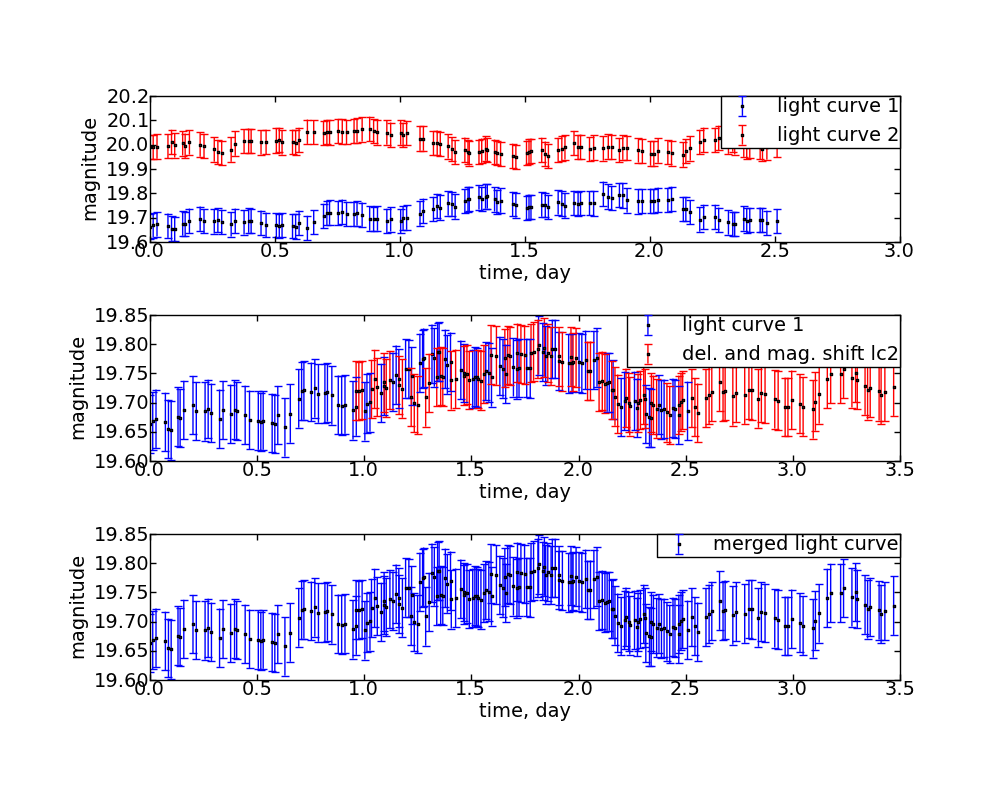 20.2
20.1
20.0
19.9
19.8
19.7
19.6
magnitude
light curve 1
light curve 2
0.0 0.5 1.0 1.5 2.0 2.5 3.0
time, day
19.85
19.80
19.75
19.70
19.65
19.60
magnitude
light curve 1
del. and mag. shift lc2
0.0 0.5 1.0 1.5 2.0 2.5 3.0 3.5
time, day
19.85
19.80
19.75
19.70
19.65
19.60
magnitude
merged light curve
0.0 0.5 1.0 1.5 2.0 2.5 3.0 3.5
time, day